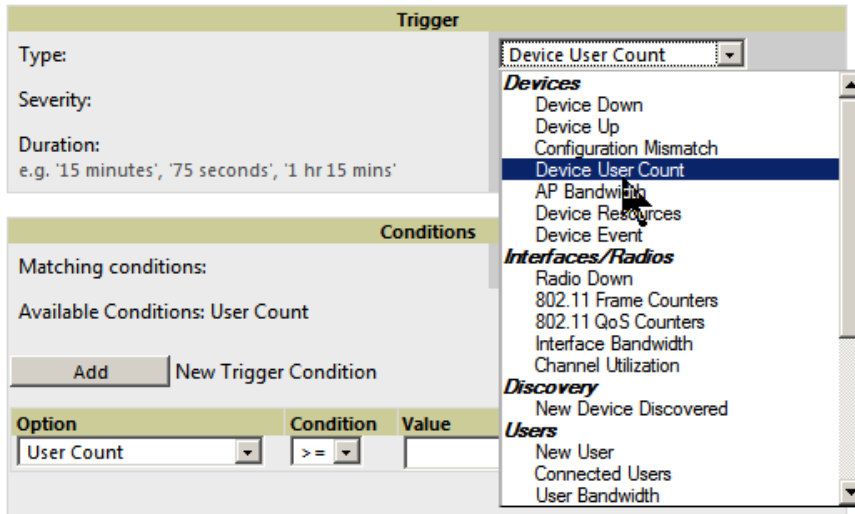 Trigger
Type:
Device User Count
Severity:
Duration:
e.g. '15 minutes', '75 seconds', '1 hr 15 mins'
Devices
Device Down
Device Up
Configuration Mismatch
Device User Count
AP Bandwidth
Device Resources
Device Event
Interfaces/Radios
Radio Down
802.11 Frame Counters
802.11 QoS Counters
Interface Bandwidth
Channel Utilization
Discovery
New Device Discovered
Users
New User
Connected Users
User Bandwidth
Conditions
Matching conditions:
Available Conditions: User Count
Add New Trigger Condition
Option Condition Value
User Count >=